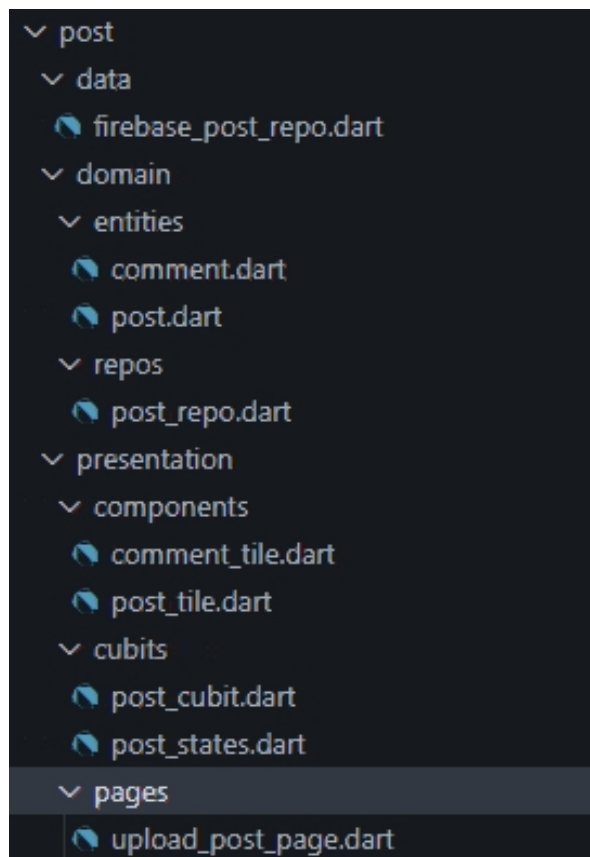 post
data
firebase_post_repo.dart
domain
entities
comment.dart
post.dart
repos
post_repo.dart
presentation
components
comment_tile.dart
post_tile.dart
cubits
post_cubit.dart
post_states.dart
pages
upload_post_page.dart